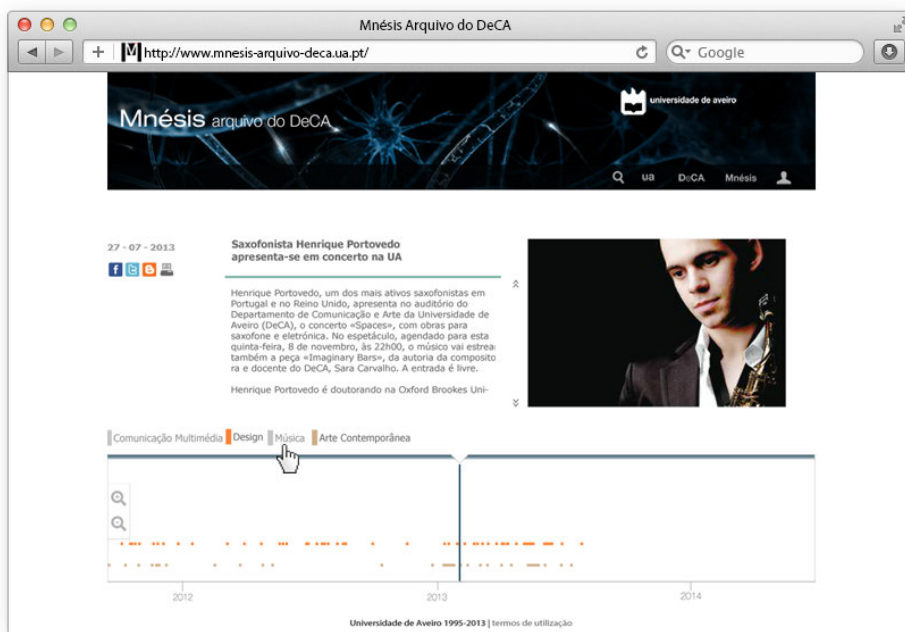 Mnésis Arquivo do DeCA
M http://www.mnesis-arquivo-deca.ua.pt/
Google
Mnésis arquivo do DeCA
universidade de aveiro
ua DeCA Mnésis
27 - 07 - 2013
Saxofonista Henrique Portovedo
apresenta-se em concerto na UA
Henrique Portovedo, um dos mais ativos saxofonistas em
Portugal e no Reino Unido, apresenta no auditório do
Departamento de Comunicação e Arte da Universidade de
Aveiro (DeCA), o concerto «Spaces», com obras para
saxofone e eletrónica. No espetáculo, agendado para esta
quinta-feira, 8 de novembro, às 22h00, o músico vai estrea
também a peça «Imaginary Bars», da autoria da composito
ra e docente do DeCA, Sara Carvalho. A entrada é livre.
Henrique Portovedo é doutorando na Oxford Brookes Uni-
Comunicação Multimédia Design Música Arte Contemporânea
2012 2013 2014
Universidade de Aveiro 1995-2013 | termos de utilização